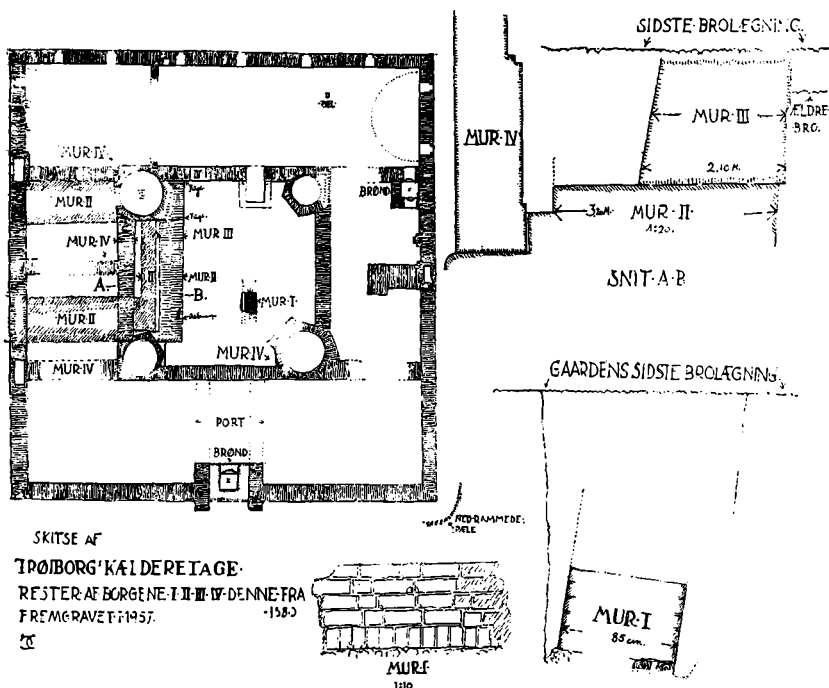 SIDSTE·BROLÆGNING
MUR·IV
MUR·III
ÆLDRE
BRO.
2.10 M.
MUR·II·
1:20.
SNIT·A·B
MUR·IV
MUR·II
MUR·IV
A
MUR·II
MUR·IV
BRØND
MUR·III
MUR·II
B.
MUR·I
MUR·IV
PORT
BRØND
GAARDENS SIDSTE BROLÆGNING
MUR·I
85 cm.
NEDRAMMEDE
PÆLE
SKITSE AF
TRØJBORG KÆLDERETAGE·
RESTER·AF BORGENE·I·II·III·IV·DENNE·FRA
FREMGRAVET·I·1957.
MUR·I·
1:10